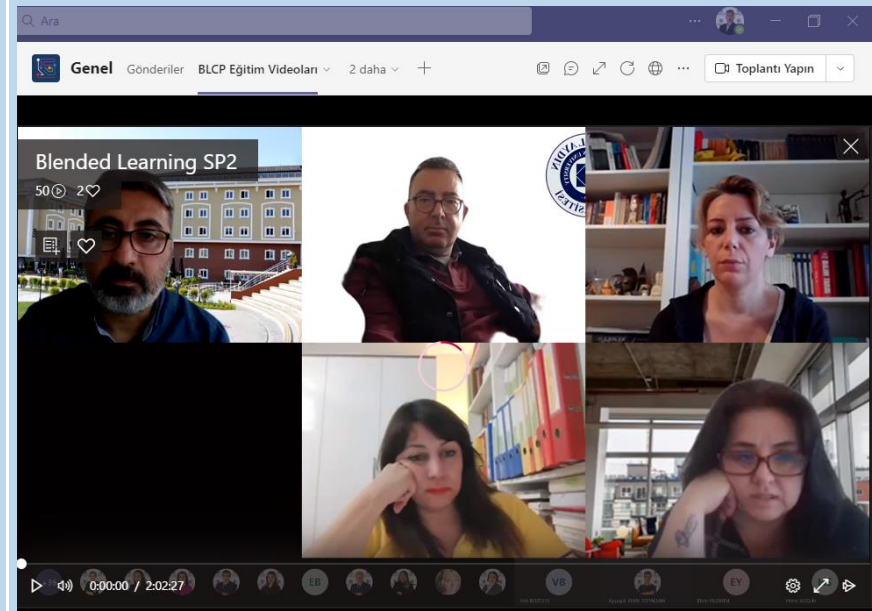 Ara
Genel Gönderiler BLCP Eğitim Videoları 2 daha Toplantı Yapın
Blended Learning SP2
50 2
0:00:00 / 2:02:27
EB VB EY